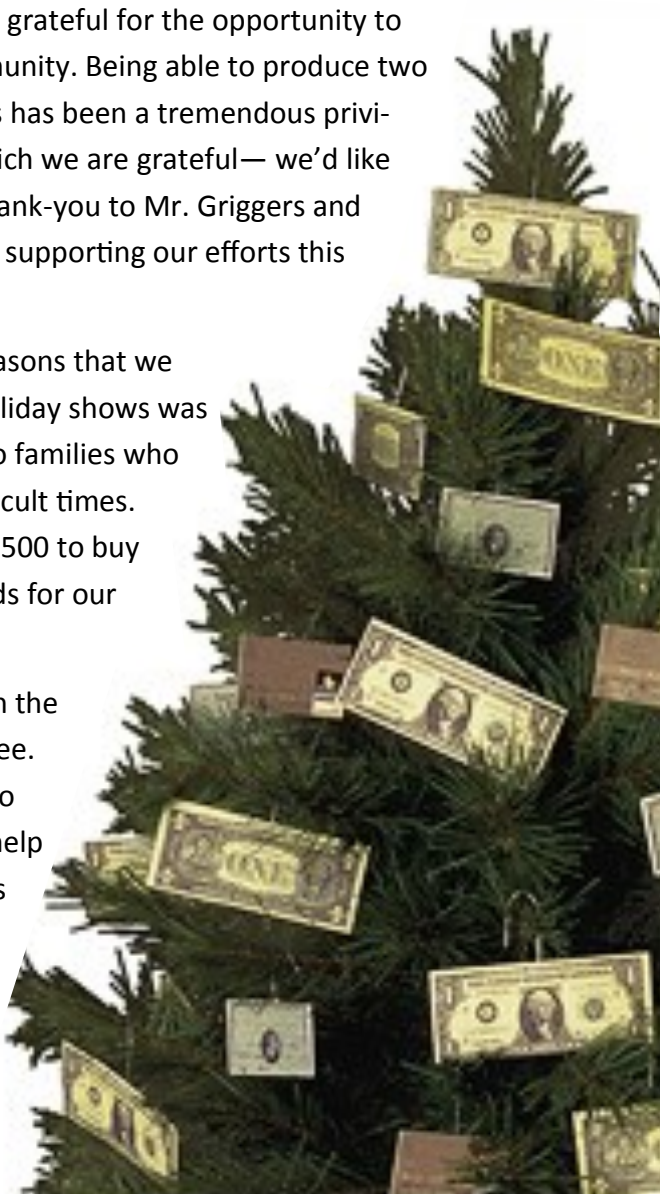 grateful for the opportunity to
munity. Being able to produce two
s has been a tremendous privi-
ich we are grateful— we’d like
ank-you to Mr. Griggers and
supporting our efforts this
asons that we
liday shows was
p families who
cult times.
500 to buy
ds for our
n the
ee.
o
help
s
ONE
ONE